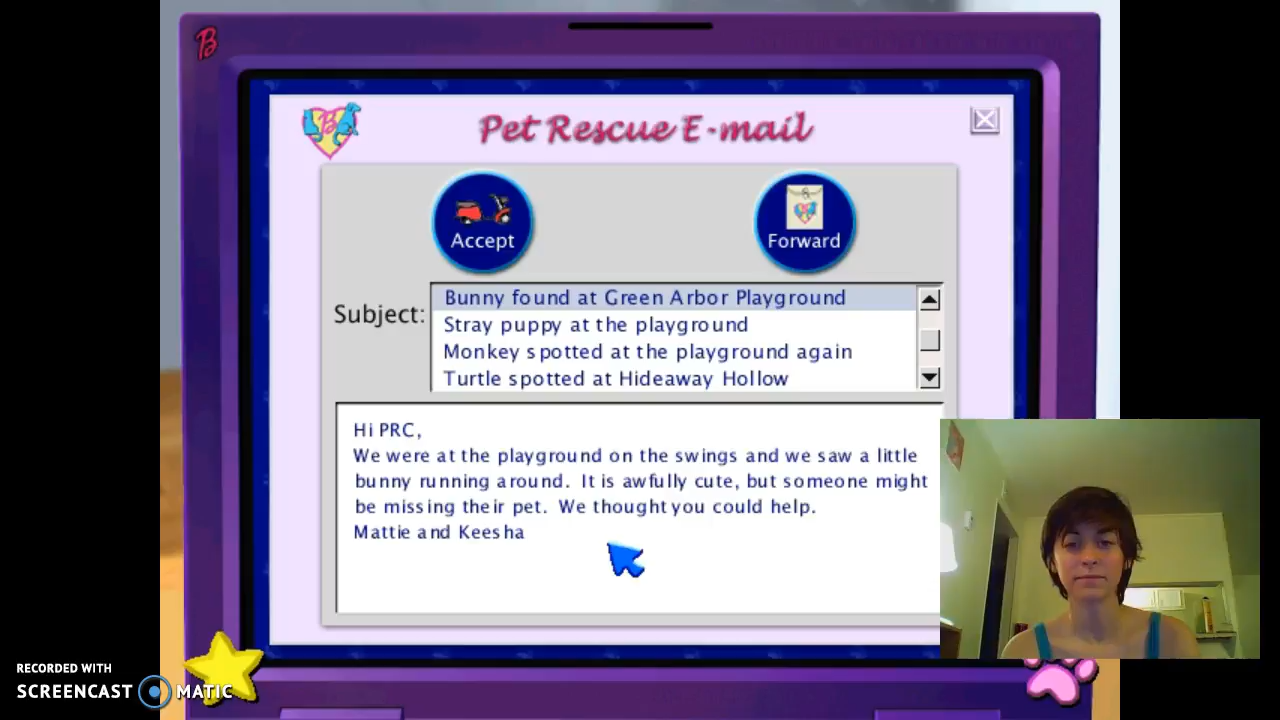 B
Pet Rescue E-mail
Accept
Forward
Subject:
Bunny found at Green Arbor Playground
Stray puppy at the playground
Monkey spotted at the playground again
Turtle spotted at Hideaway Hollow
Hi PRC,
We were at the playground on the swings and we saw a little
bunny running around. It is awfully cute, but someone might
be missing their pet. We thought you could help.
Mattie and Keesha
RECORDED WITH
SCREENCAST MATIC